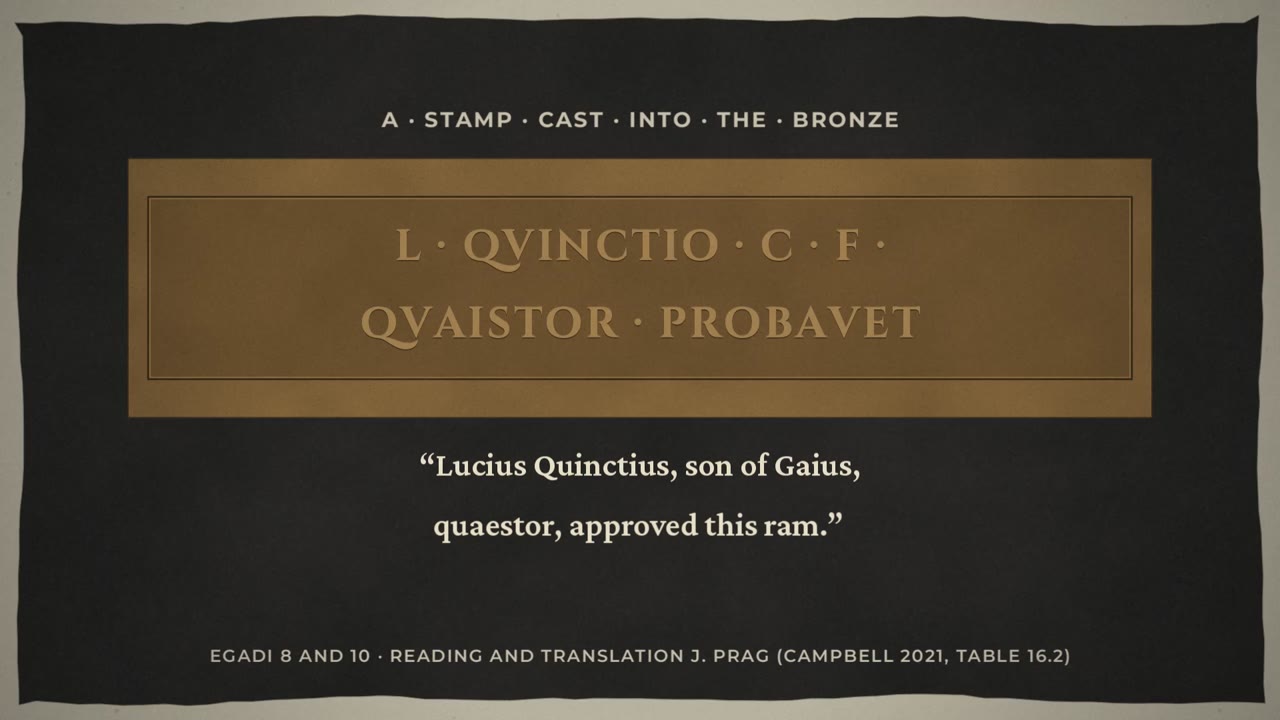 A · STAMP · CAST · INTO · THE · BRONZE
L · QVINCTIO · C · F ·
QVAISTOR · PROBAVET
“Lucius Quinctius, son of Gaius,
quaestor, approved this ram.”
EGADI 8 AND 10 · READING AND TRANSLATION J. PRAG (CAMPBELL 2021, TABLE 16.2)